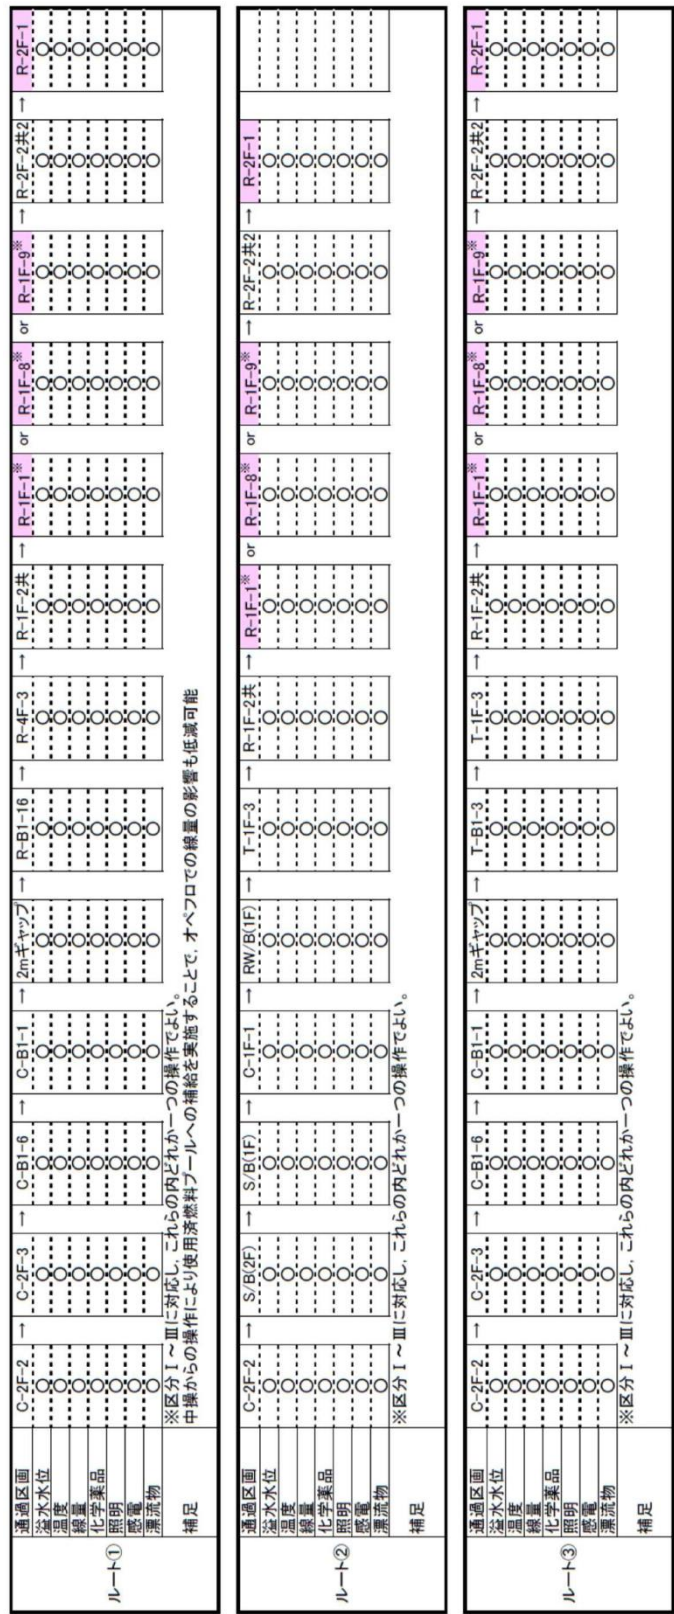 ルート①
通過区画 C-2F-2 → C-2F-3 → C-B1-6 → C-B1-1 → 2mギャップ → R-B1-16 → R-4F-3 → R-1F-2共 → R-1F-1※ or R-1F-8※ or R-1F-9※ → R-2F-2共2 → R-2F-1
溢水水位 ○ ○ ○ ○ ○ ○ ○ ○ ○ ○ ○ ○ ○
温度 ○ ○ ○ ○ ○ ○ ○ ○ ○ ○ ○ ○ ○
線量 ○ ○ ○ ○ ○ ○ ○ ○ ○ ○ ○ ○ ○
化学薬品 ○ ○ ○ ○ ○ ○ ○ ○ ○ ○ ○ ○ ○
照明 ○ ○ ○ ○ ○ ○ ○ ○ ○ ○ ○ ○ ○
感電 ○ ○ ○ ○ ○ ○ ○ ○ ○ ○ ○ ○ ○
漂流物 ○ ○ ○ ○ ○ ○ ○ ○ ○ ○ ○ ○ ○
補足 ※区分Ⅰ～Ⅲに対応し、これらの内どれか一つの操作でよい。
中操からの操作により使用済燃料プールへの補給を実施することで、オペフロでの線量の影響も低減可能
ルート②
通過区画 C-2F-2 → S/B(2F) → S/B(1F) → C-1F-1 → RW/B(1F) → T-1F-3 → R-1F-2共 → R-1F-1※ or R-1F-8※ or R-1F-9※ → R-2F-2共2 → R-2F-1
溢水水位 ○ ○ ○ ○ ○ ○ ○ ○ ○ ○ ○ ○
温度 ○ ○ ○ ○ ○ ○ ○ ○ ○ ○ ○ ○
線量 ○ ○ ○ ○ ○ ○ ○ ○ ○ ○ ○ ○
化学薬品 ○ ○ ○ ○ ○ ○ ○ ○ ○ ○ ○ ○
照明 ○ ○ ○ ○ ○ ○ ○ ○ ○ ○ ○ ○
感電 ○ ○ ○ ○ ○ ○ ○ ○ ○ ○ ○ ○
漂流物 ○ ○ ○ ○ ○ ○ ○ ○ ○ ○ ○ ○
補足 ※区分Ⅰ～Ⅲに対応し、これらの内どれか一つの操作でよい。
ルート③
通過区画 C-2F-2 → C-2F-3 → C-B1-6 → C-B1-1 → 2mギャップ → T-B1-3 → T-1F-3 → R-1F-2共 → R-1F-1※ or R-1F-8※ or R-1F-9※ → R-2F-2共2 → R-2F-1
溢水水位 ○ ○ ○ ○ ○ ○ ○ ○ ○ ○ ○ ○ ○
温度 ○ ○ ○ ○ ○ ○ ○ ○ ○ ○ ○ ○ ○
線量 ○ ○ ○ ○ ○ ○ ○ ○ ○ ○ ○ ○ ○
化学薬品 ○ ○ ○ ○ ○ ○ ○ ○ ○ ○ ○ ○ ○
照明 ○ ○ ○ ○ ○ ○ ○ ○ ○ ○ ○ ○ ○
感電 ○ ○ ○ ○ ○ ○ ○ ○ ○ ○ ○ ○ ○
漂流物 ○ ○ ○ ○ ○ ○ ○ ○ ○ ○ ○ ○ ○
補足 ※区分Ⅰ～Ⅲに対応し、これらの内どれか一つの操作でよい。